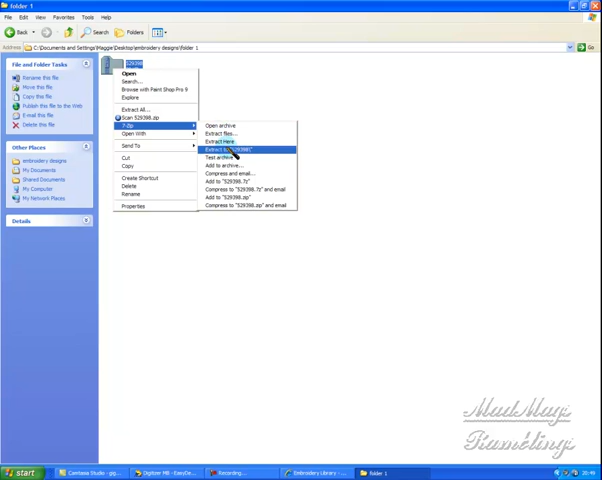 folder 1
File Edit View Favorites Tools Help
Back Search Folders
Address C:\Documents and Settings\Maggie\Desktop\embroidery designs\folder 1 Go
File and Folder Tasks
Rename this file
Move this file
Copy this file
Publish this file to the Web
E-mail this file
Delete this file
Other Places
embroidery designs
My Documents
Shared Documents
My Computer
My Network Places
Details
529398
Open
Search...
Browse with Paint Shop Pro 9
Explore
Extract All...
Scan 529398.zip
7-Zip
Open With
Send To
Cut
Copy
Create Shortcut
Delete
Rename
Properties
Open archive
Extract files...
Extract Here
Extract to "529398\"
Test archive
Add to archive...
Compress and email...
Add to "529398.7z"
Compress to "529398.7z" and email
Add to "529398.zip"
Compress to "529398.zip" and email
MadMags
Ramblings
start Camtasia Studio - gig... Digitizer MB - EasyDe... Recording... Embroidery Library - ... folder 1 20:49